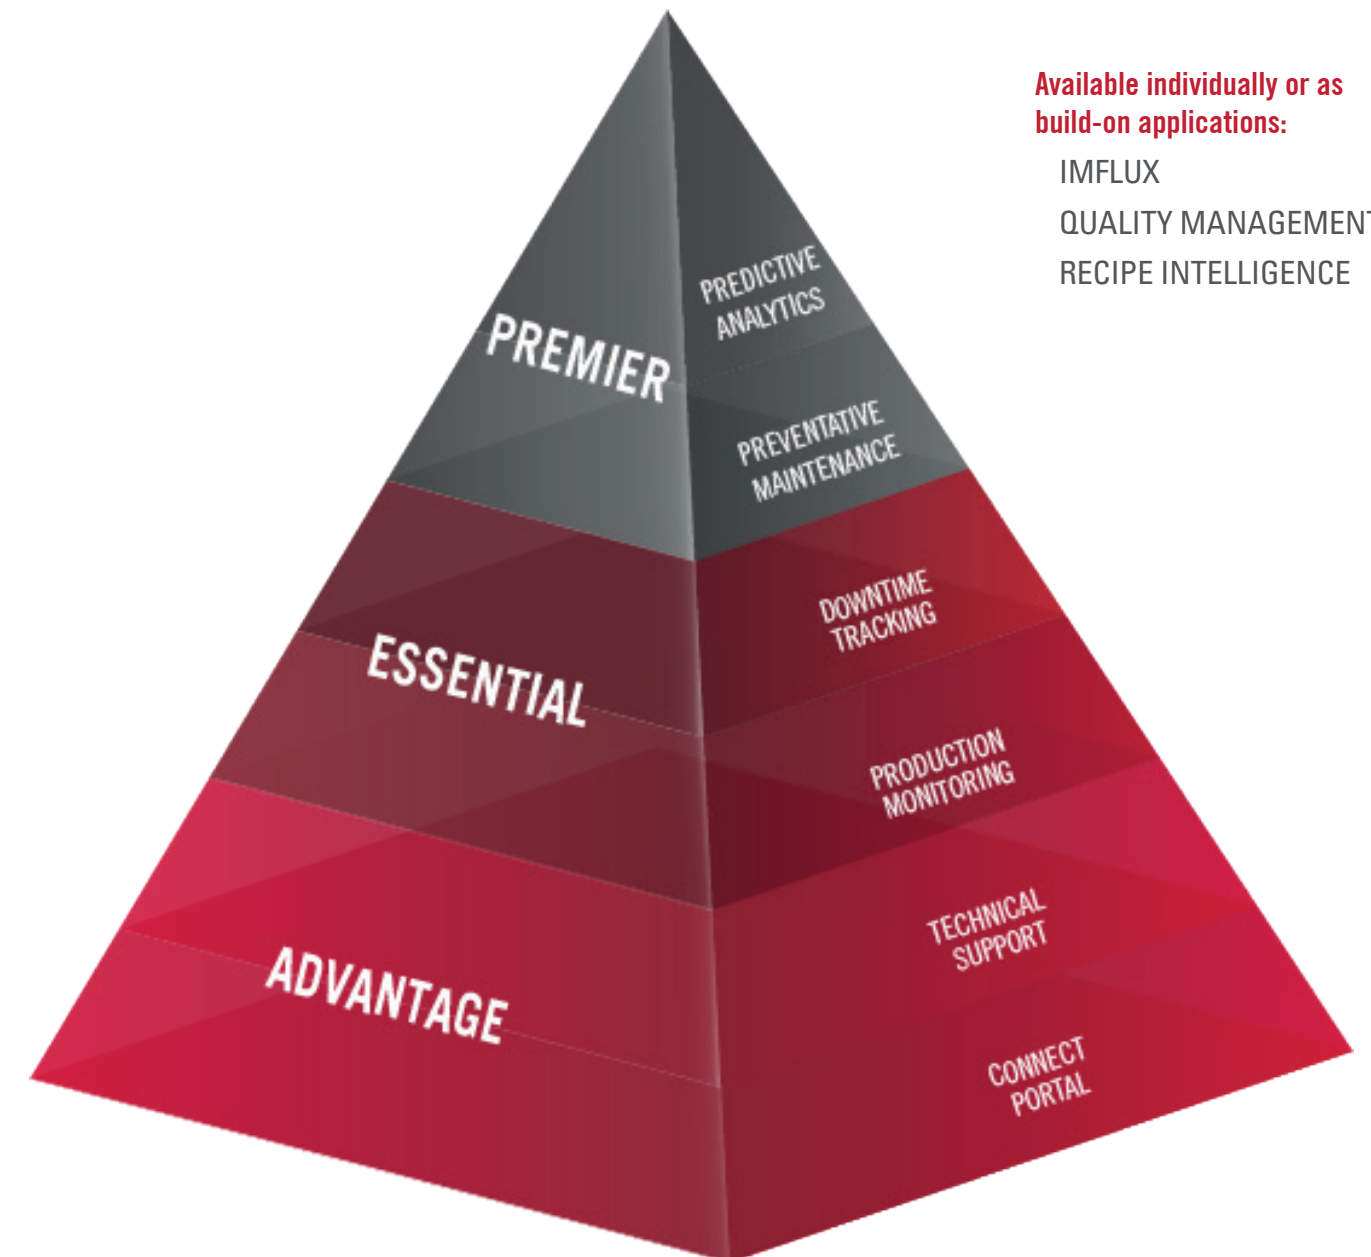 Available individually or as
build-on applications:
IMFLUX
QUALITY MANAGEMENT
RECIPE INTELLIGENCE
PREMIER
PREDICTIVE
ANALYTICS
PREVENTATIVE
MAINTENANCE
ESSENTIAL
DOWNTIME
TRACKING
PRODUCTION
MONITORING
ADVANTAGE
TECHNICAL
SUPPORT
CONNECT
PORTAL